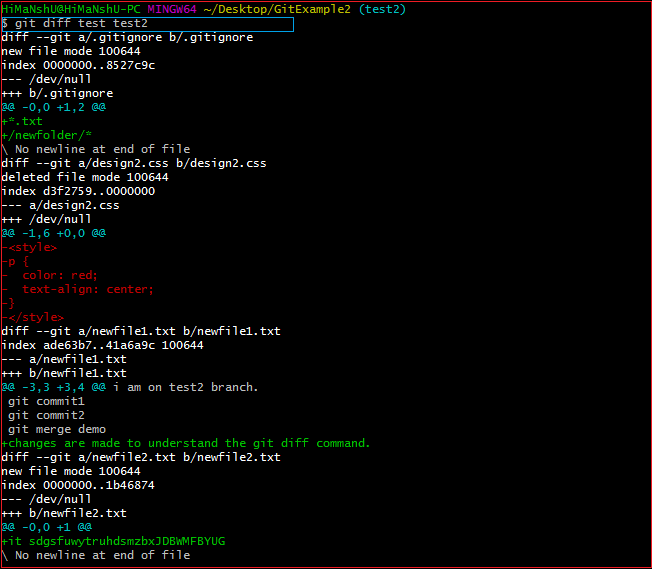 HiMaNshU@HiMaNshU-PC MINGW64 ~/Desktop/GitExample2 (test2)
$ git diff test test2
diff --git a/.gitignore b/.gitignore
new file mode 100644
index 0000000..8527c9c
--- /dev/null
+++ b/.gitignore
@@ -0,0 +1,2 @@
+*.txt
+/newfolder/*
\ No newline at end of file
diff --git a/design2.css b/design2.css
deleted file mode 100644
index d3f2759..0000000
--- a/design2.css
+++ /dev/null
@@ -1,6 +0,0 @@
-<style>
-p {
-  color: red;
-  text-align: center;
-}
-</style>
diff --git a/newfile1.txt b/newfile1.txt
index ade63b7..41a6a9c 100644
--- a/newfile1.txt
+++ b/newfile1.txt
@@ -3,3 +3,4 @@ i am on test2 branch.
 git commit1
 git commit2
 git merge demo
+changes are made to understand the git diff command.
diff --git a/newfile2.txt b/newfile2.txt
new file mode 100644
index 0000000..1b46874
--- /dev/null
+++ b/newfile2.txt
@@ -0,0 +1 @@
+it sdgsfuwytruhdsmzbxJDBWMFBYUG
\ No newline at end of file